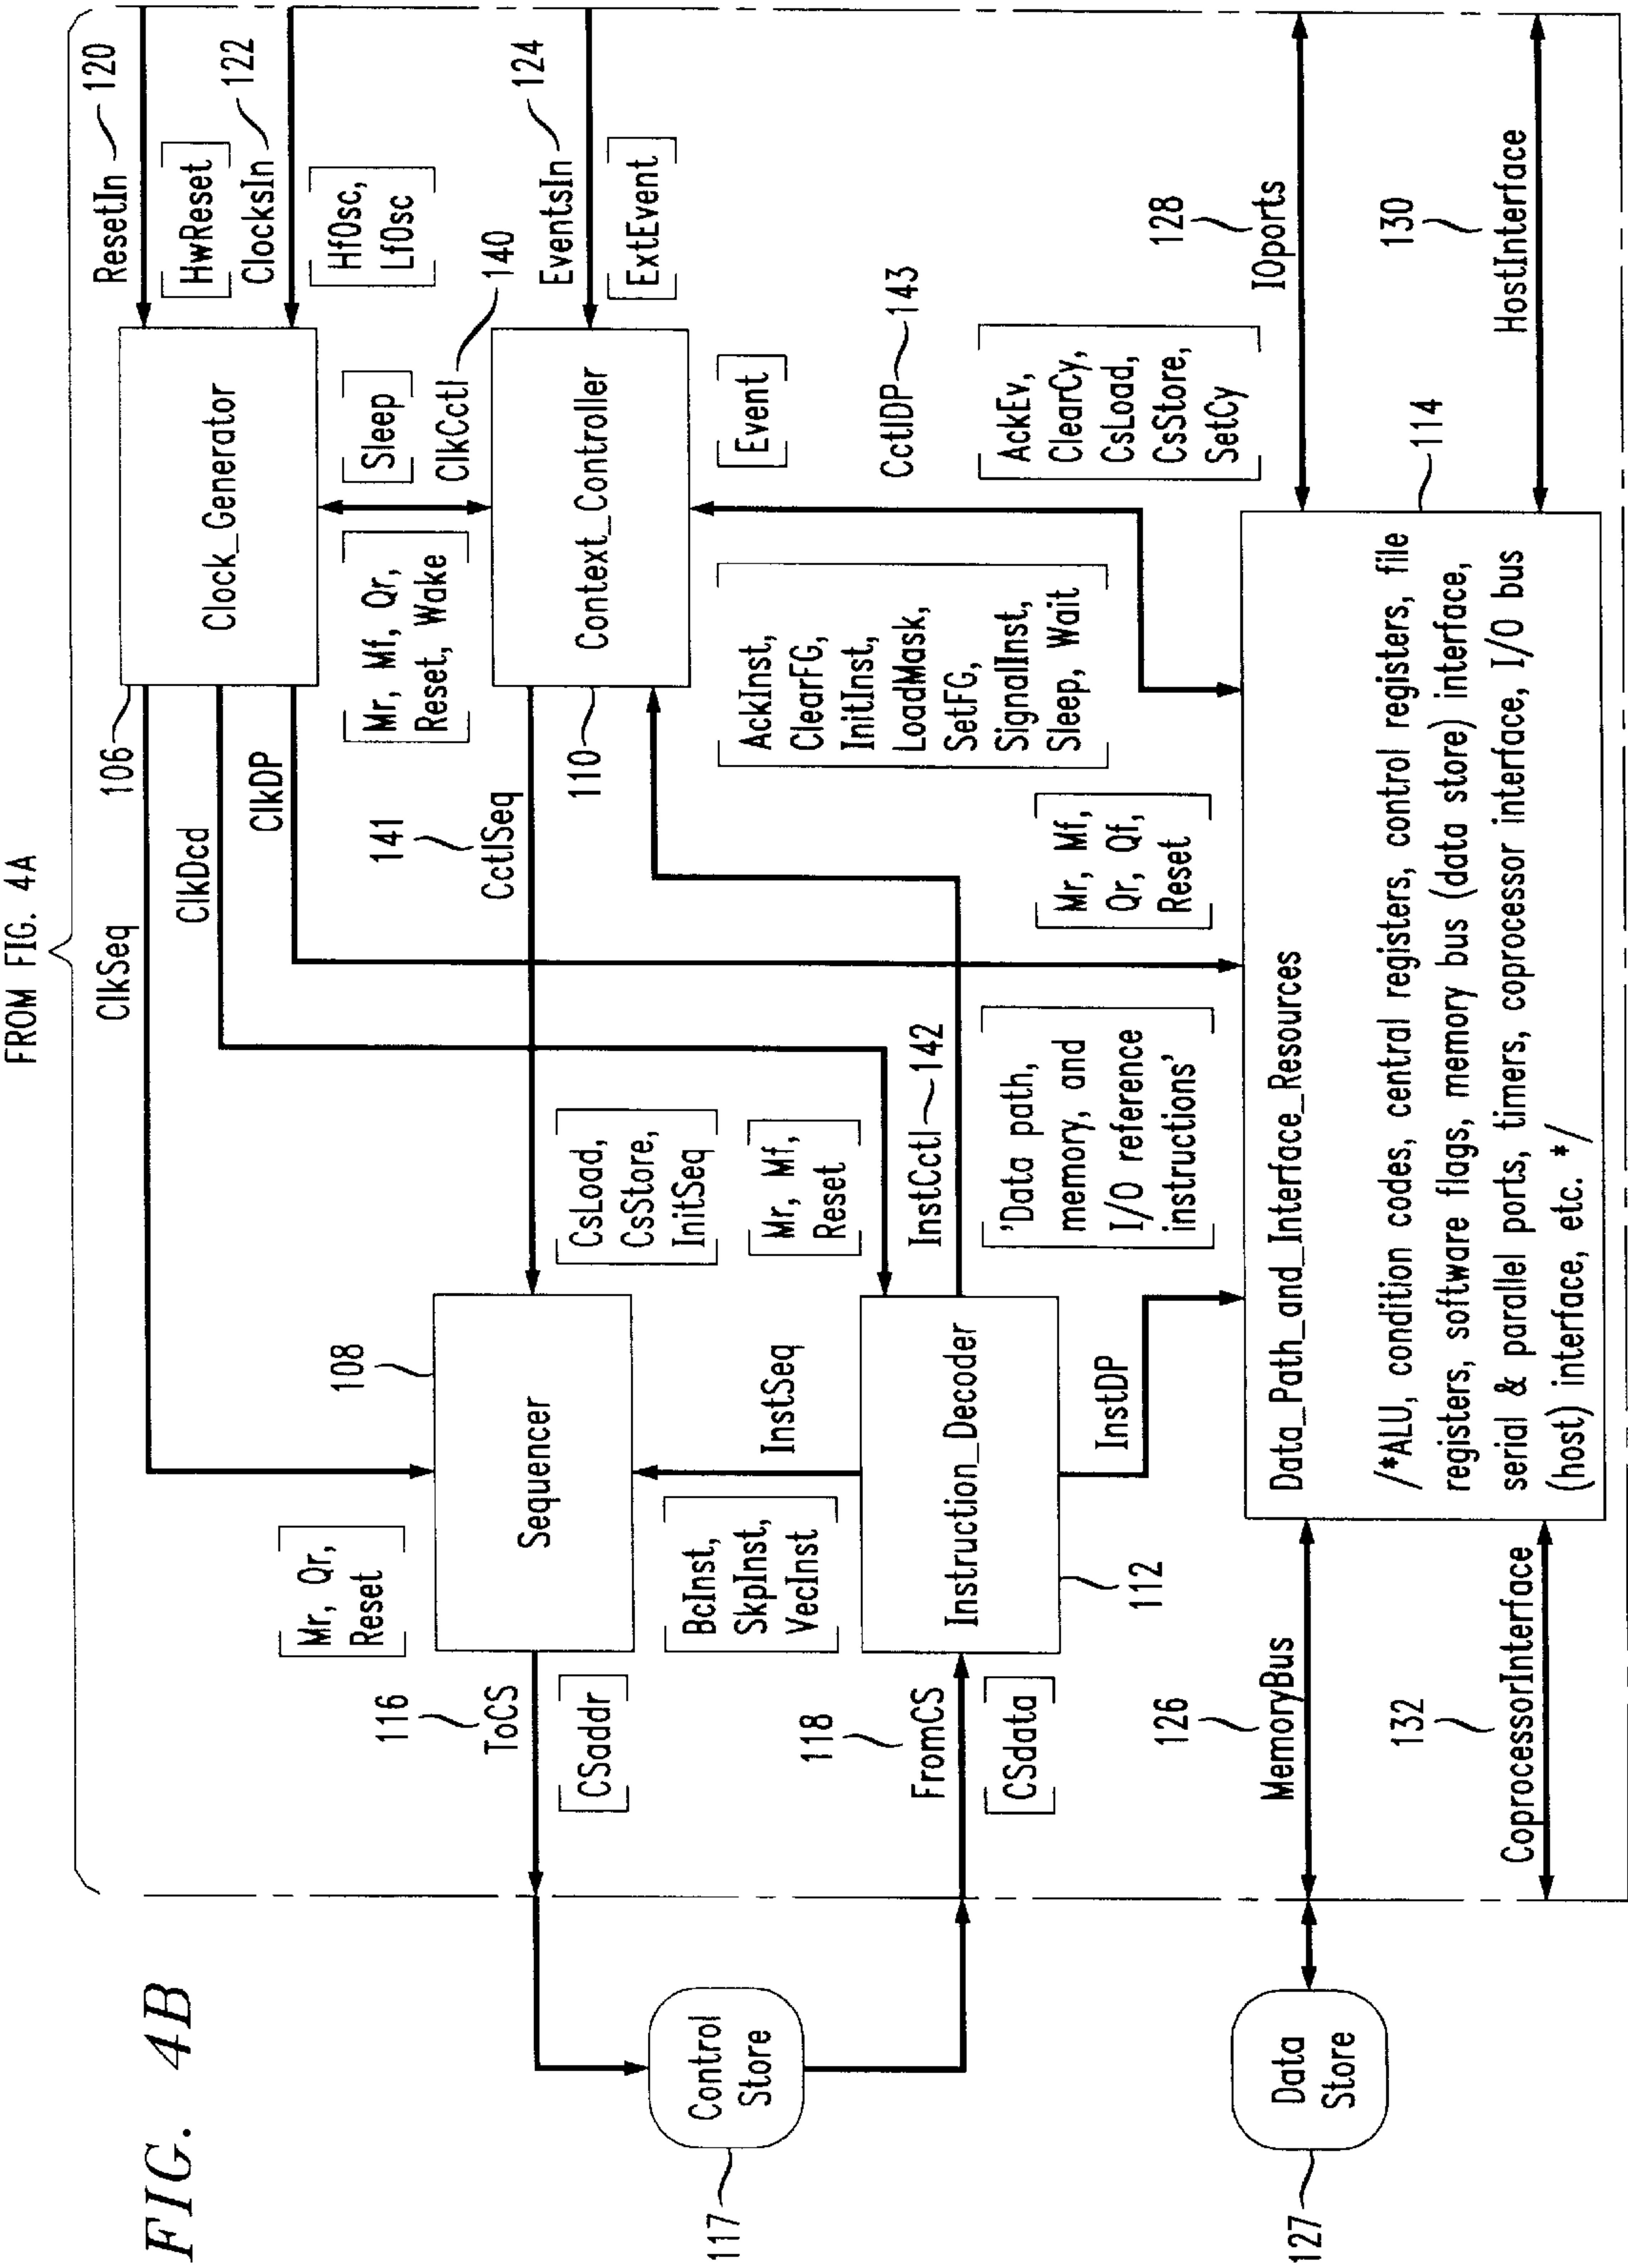 FIG. 4B
FROM FIG. 4A
ResetIn
120
[HwReset]
ClocksIn
122
[HfOsc,
LfOsc]
106
Clock_Generator
ClkSeq
ClkDcd
ClkDP
[Mr, Mf, Qr,
Reset, Wake]
[Sleep]
ClkCctl
140
EventsIn
124
[ExtEvent]
Context_Controller
110
141
CctlSeq
[Mr, Qr,
Reset]
108
Sequencer
[CsLoad,
CsStore,
InitSeq]
116
ToCS
[CSaddr]
[BcInst,
SkpInst,
VecInst]
InstSeq
[Mr, Mf,
Reset]
Control
Store
117
118
FromCS
[CSdata]
Instruction_Decoder
112
InstCctl
142
[AckInst,
ClearFG,
InitInst,
LoadMask,
SetFG,
SignalInst,
Sleep, Wait]
[Event]
CctlDP
143
[AckEv,
ClearCy,
CsLoad,
CsStore,
SetCy]
InstDP
['Data path,
memory, and
I/O reference
instructions']
[Mr, Mf,
Qr, Qf,
Reset]
126
MemoryBus
128
IOports
Data
Store
127
132
CoprocessorInterface
130
HostInterface
114
Data_Path_and_Interface_Resources
/*ALU, condition codes, central registers, control registers, file
registers, software flags, memory bus (data store) interface,
serial & parallel ports, timers, coprocessor interface, I/O bus
(host) interface, etc. */